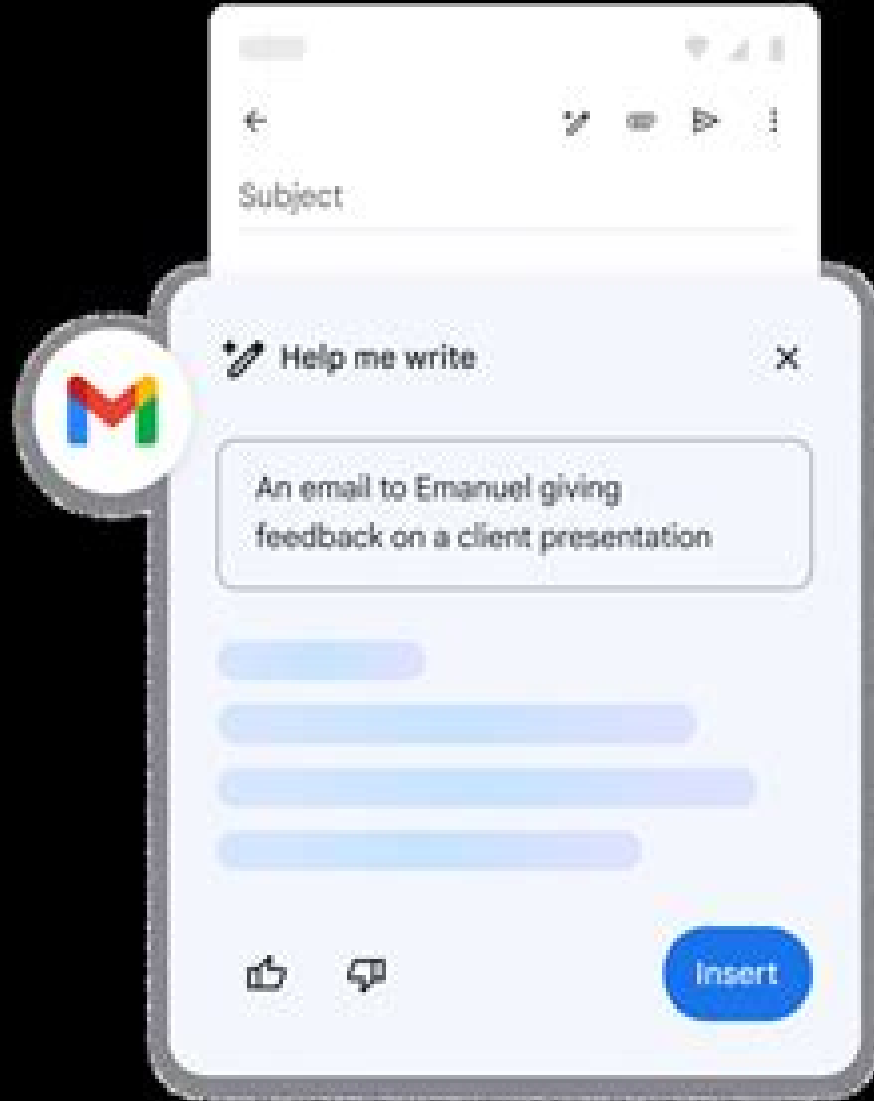 Subject
Help me write
An email to Emanuel giving
feedback on a client presentation
Insert